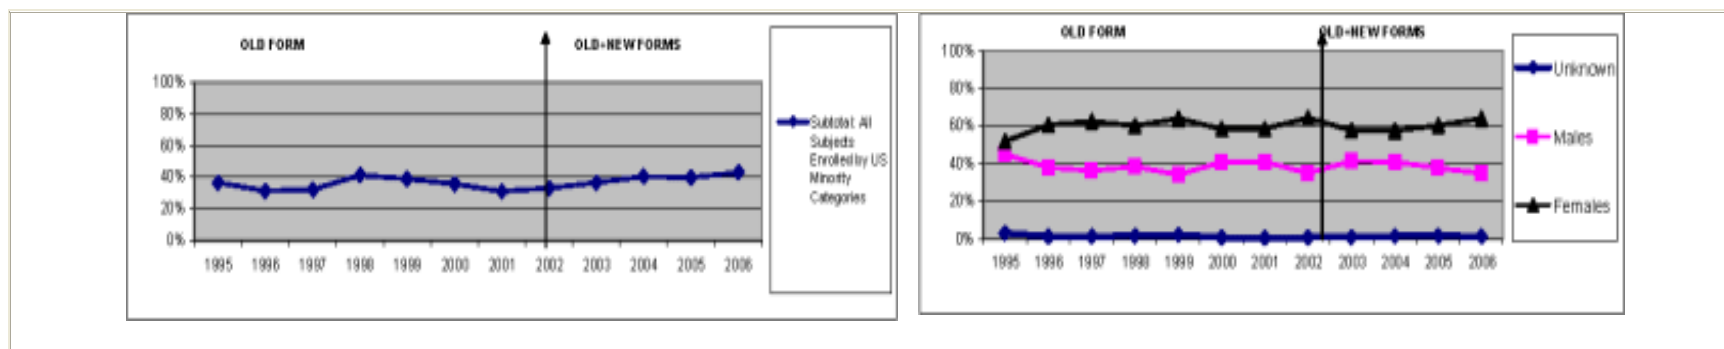 OLD FORM
OLD+NEW FORMS
100%
80%
60%
40%
20%
0%
1995 1996 1997 1998 1999 2000 2001 2002 2003 2004 2005 2006
Subtotal: All
Subjects
Enrolled by US
Minority
Categories
OLD FORM
OLD+NEW FORMS
100%
80%
60%
40%
20%
0%
1995 1996 1997 1998 1999 2000 2001 2002 2003 2004 2005 2006
Unknown
Males
Females